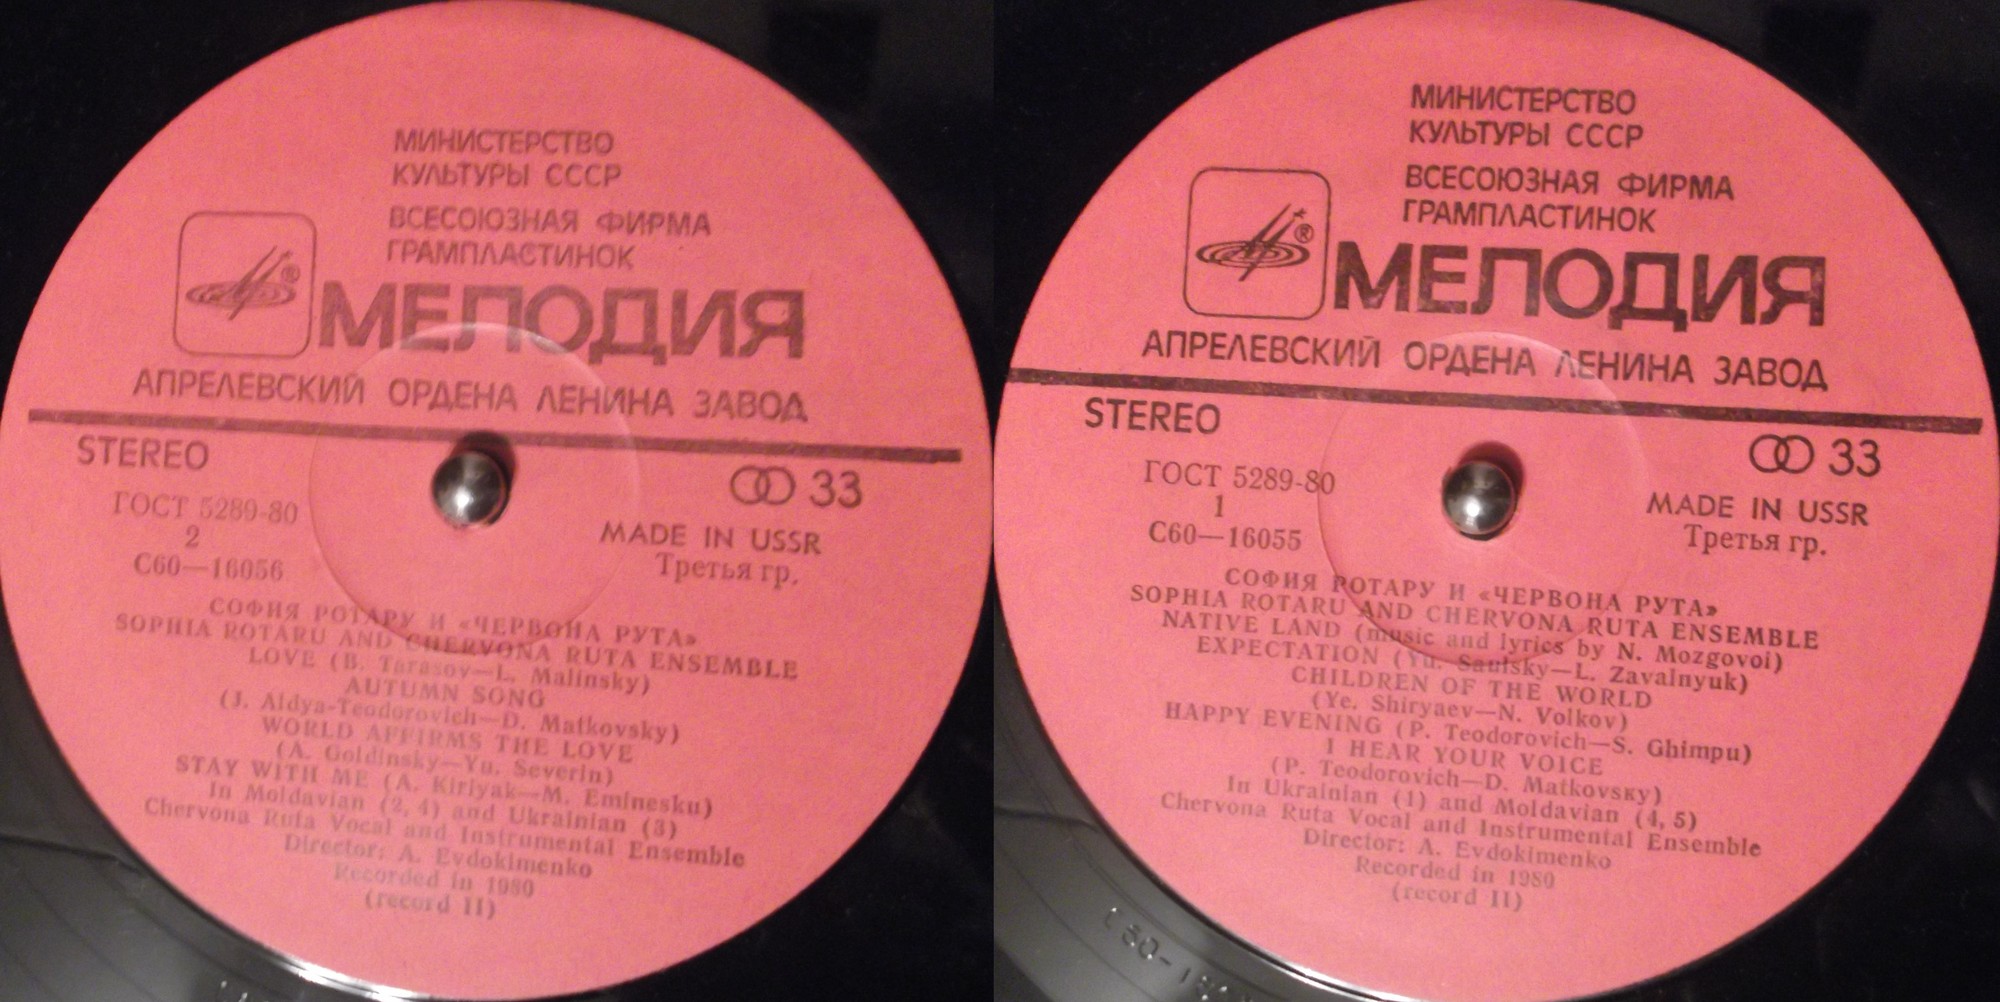 МИНИСТЕРСТВО
КУЛЬТУРЫ СССР
ВСЕСОЮЗНАЯ ФИРМА
ГРАМПЛАСТИНОК
МЕЛОДИЯ
АПРЕЛЕВСКИЙ ОРДЕНА ЛЕНИНА ЗАВОД
STEREO
33
ГОСТ 5289-80
2
С60—16056
MADE IN USSR
Третья гр.
СОФИЯ РОТАРУ И «ЧЕРВОНА РУТА»
SOPHIA ROTARU AND CHERVONA RUTA ENSEMBLE
LOVE (B. Tarasov—L. Malinsky)
AUTUMN SONG
(J. Aldya-Teodorovich—D. Matkovsky)
WORLD AFFIRMS THE LOVE
(A. Goldinsky—Yu. Severin)
STAY WITH ME (A. Kiriyak—M. Eminesku)
In Moldavian (2, 4) and Ukrainian (3)
Chervona Ruta Vocal and Instrumental Ensemble
Director: A. Evdokimenko
Recorded in 1980
(record II)
МИНИСТЕРСТВО
КУЛЬТУРЫ СССР
ВСЕСОЮЗНАЯ ФИРМА
ГРАМПЛАСТИНОК
®
МЕЛОДИЯ
АПРЕЛЕВСКИЙ ОРДЕНА ЛЕНИНА ЗАВОД
STEREO
33
ГОСТ 5289-80
1
С60—16055
MADE IN USSR
Третья гр.
СОФИЯ РОТАРУ И «ЧЕРВОНА РУТА»
SOPHIA ROTARU AND CHERVONA RUTA ENSEMBLE
NATIVE LAND (music and lyrics by N. Mozgovoi)
EXPECTATION (Yu. Saulsky—L. Zavalnyuk)
CHILDREN OF THE WORLD
(Ye. Shiryaev—N. Volkov)
HAPPY EVENING (P. Teodorovich—S. Ghimpu)
I HEAR YOUR VOICE
(P. Teodorovich—D. Matkovsky)
In Ukrainian (1) and Moldavian (4, 5)
Chervona Ruta Vocal and Instrumental Ensemble
Director: A. Evdokimenko
Recorded in 1980
(record II)